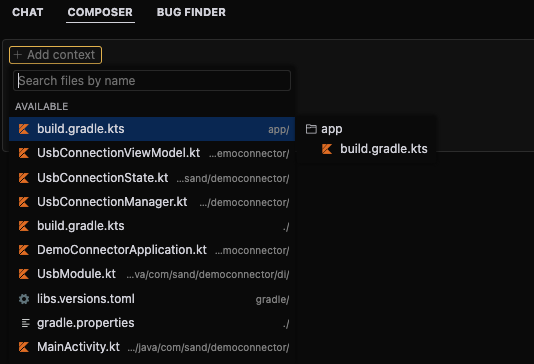 CHAT COMPOSER BUG FINDER
+ Add context
Search files by name
AVAILABLE
build.gradle.kts app/
app
build.gradle.kts
UsbConnectionViewModel.kt ...emoconnector/
UsbConnectionState.kt ...sand/democonnector/
UsbConnectionManager.kt .../democonnector/
build.gradle.kts ./
DemoConnectorApplication.kt ...moconnector/
UsbModule.kt ...va/com/sand/democonnector/di/
libs.versions.toml gradle/
gradle.properties ./
MainActivity.kt .../java/com/sand/democonnector/